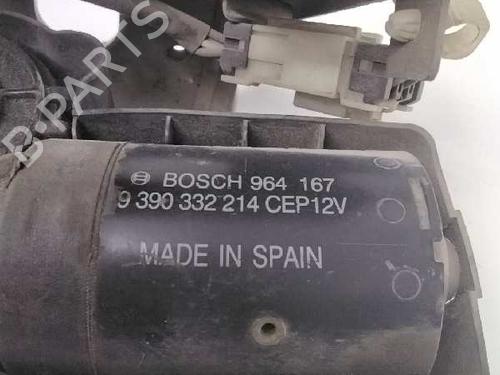 B-PARTS
BOSCH 964 167
9 390 332 214 CEP12V
MADE IN SPAIN